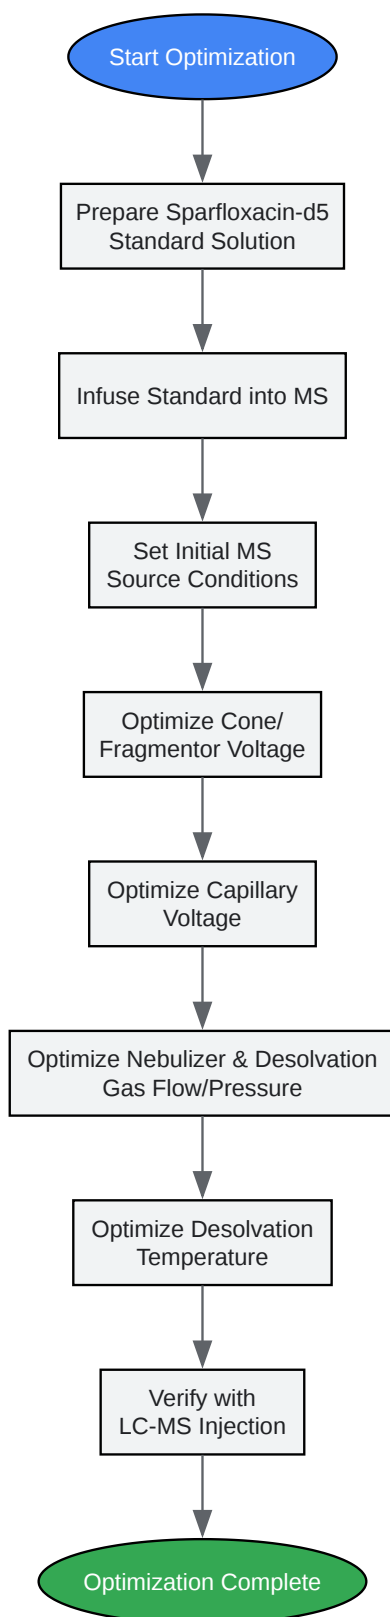 Start Optimization
Prepare Sparfloxacin-d5
Standard Solution
Infuse Standard into MS
Set Initial MS
Source Conditions
Optimize Cone/
Fragmentor Voltage
Optimize Capillary
Voltage
Optimize Nebulizer & Desolvation
Gas Flow/Pressure
Optimize Desolvation
Temperature
Verify with
LC-MS Injection
Optimization Complete